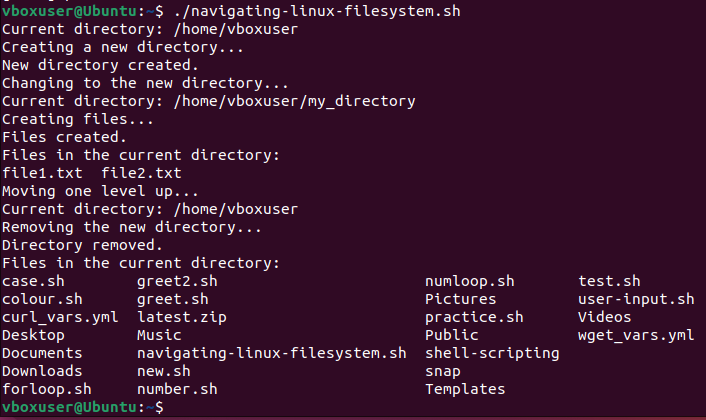 vboxuser@Ubuntu:~$ ./navigating-linux-filesystem.sh
Current directory: /home/vboxuser
Creating a new directory...
New directory created.
Changing to the new directory...
Current directory: /home/vboxuser/my_directory
Creating files...
Files created.
Files in the current directory:
file1.txt  file2.txt
Moving one level up...
Current directory: /home/vboxuser
Removing the new directory...
Directory removed.
Files in the current directory:
case.sh        greet2.sh                       numloop.sh       test.sh
colour.sh      greet.sh                        Pictures         user-input.sh
curl_vars.yml  latest.zip                      practice.sh      Videos
Desktop        Music                           Public           wget_vars.yml
Documents      navigating-linux-filesystem.sh  shell-scripting
Downloads      new.sh                          snap
forloop.sh     number.sh                       Templates
vboxuser@Ubuntu:~$